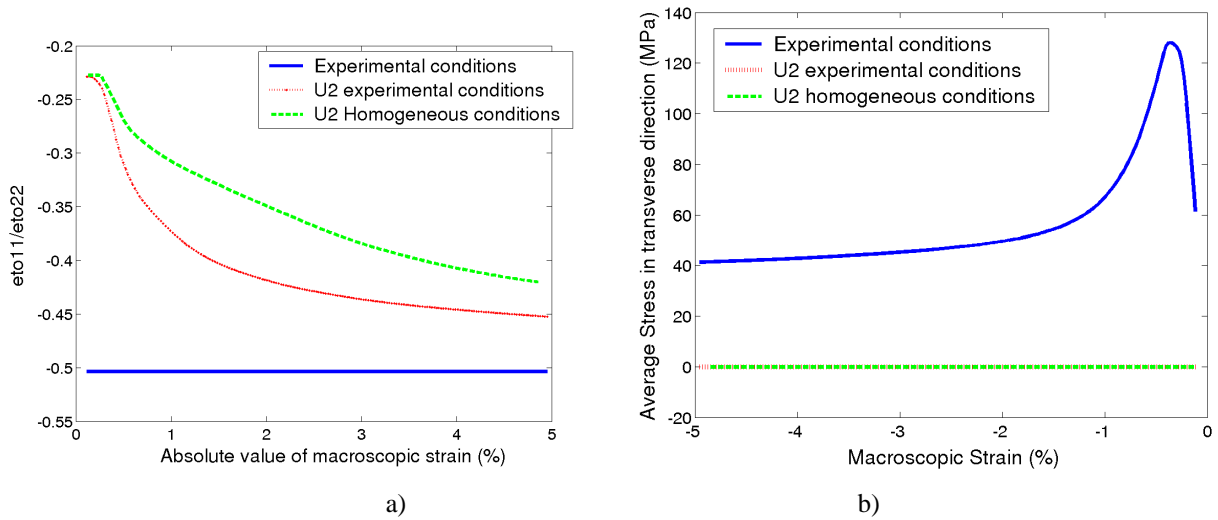 -0.2
-0.25
-0.3
-0.35
-0.4
-0.45
-0.5
-0.55
eto11/eto22
Experimental conditions
U2 experimental conditions
U2 Homogeneous conditions
0 1 2 3 4 5
Absolute value of macroscopic strain (%)
a)
140
120
100
80
60
40
20
0
-20
Average Stress in transverse direction (MPa)
Experimental conditions
U2 experimental conditions
U2 homogeneous conditions
-5 -4 -3 -2 -1 0
Macroscopic Strain (%)
b)